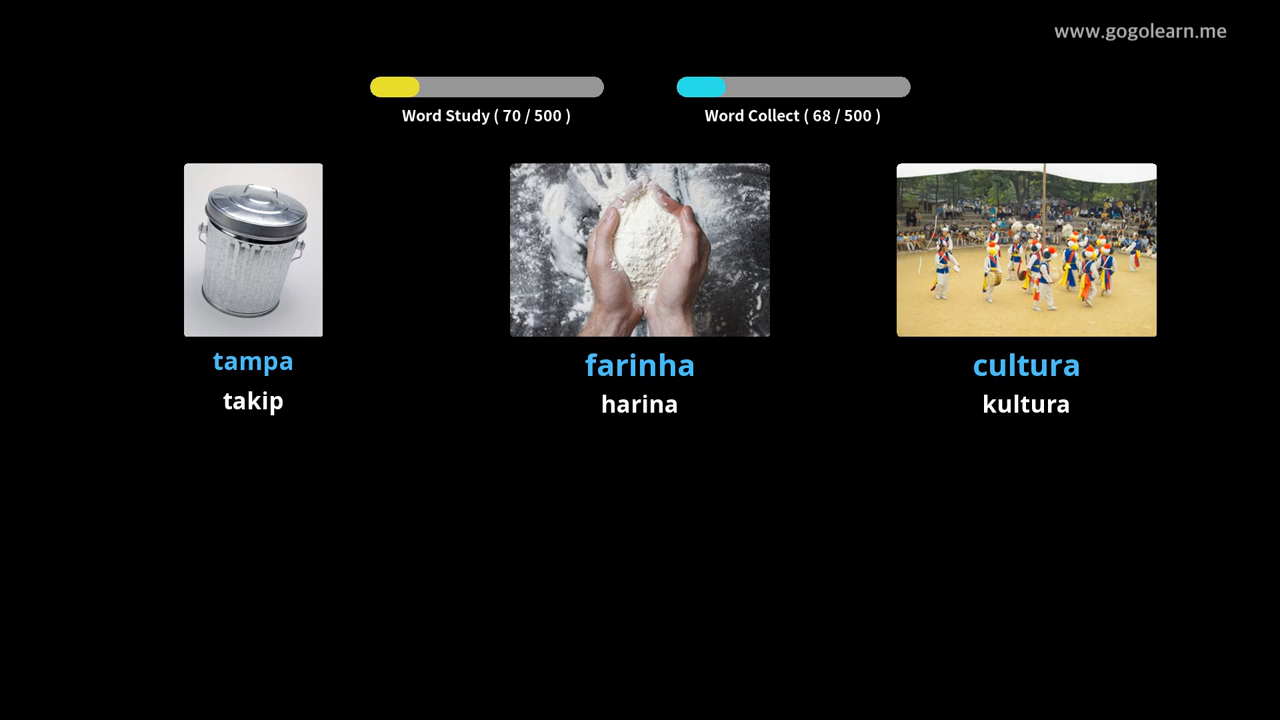 www.gogolearn.me
Word Study ( 70 / 500 )
Word Collect ( 68 / 500 )
tampa
takip
farinha
harina
cultura
kultura